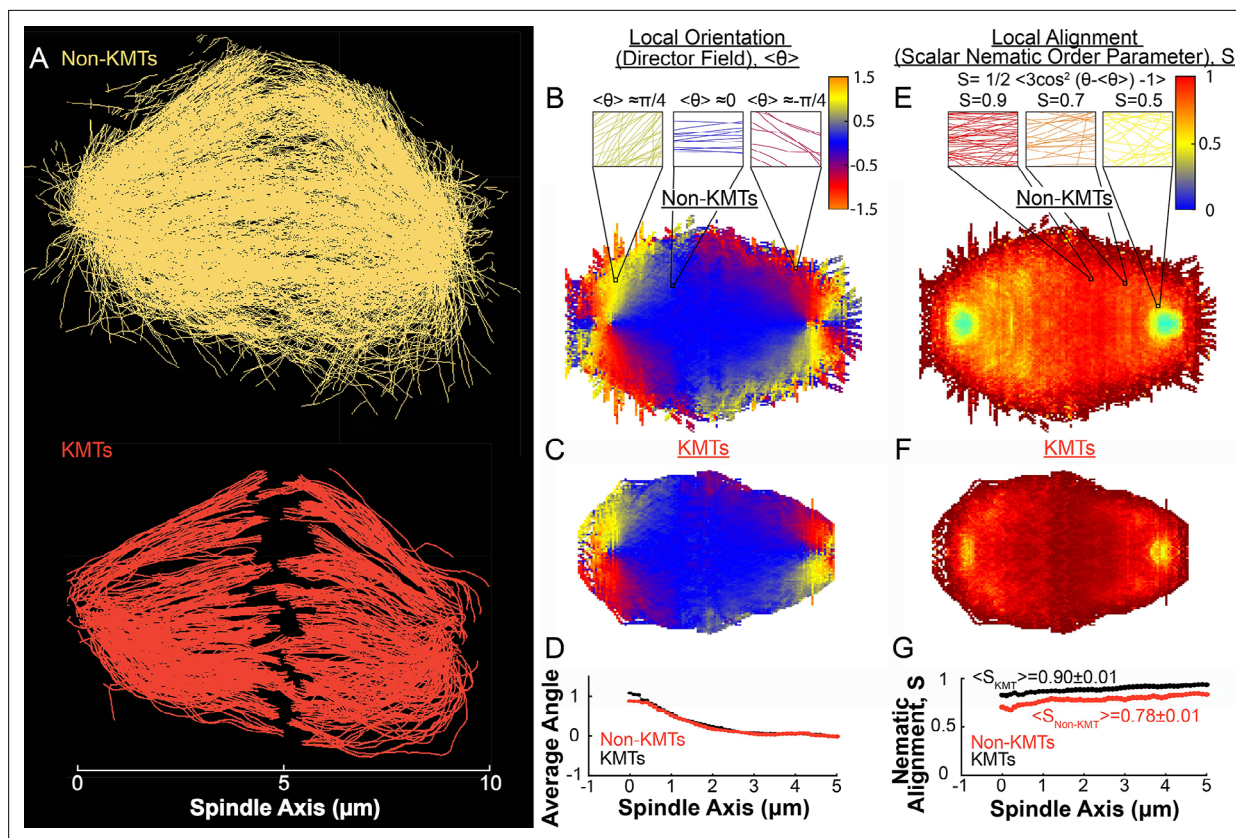 A
Non-KMTs
KMTs
0
5
10
Spindle Axis (µm)
Local Orientation
(Director Field), <θ>
B
<θ> ≈π/4
<θ> ≈0
<θ> ≈-π/4
1.5
0.5
-0.5
-1.5
Non-KMTs
C
KMTs
D
Average Angle
1
0
-1
Non-KMTs
KMTs
-1
0
1
2
3
4
5
Spindle Axis (µm)
Local Alignment
(Scalar Nematic Order Parameter), S
E
S= 1/2 <3cos² (θ-<θ>) -1>
S=0.9
S=0.7
S=0.5
1
0.5
0
Non-KMTs
F
KMTs
G
Nematic
Alignment, S
1
0.5
0
<S_KMT>=0.90±0.01
<S_Non-KMT>=0.78±0.01
Non-KMTs
KMTs
-1
0
1
2
3
4
5
Spindle Axis (µm)